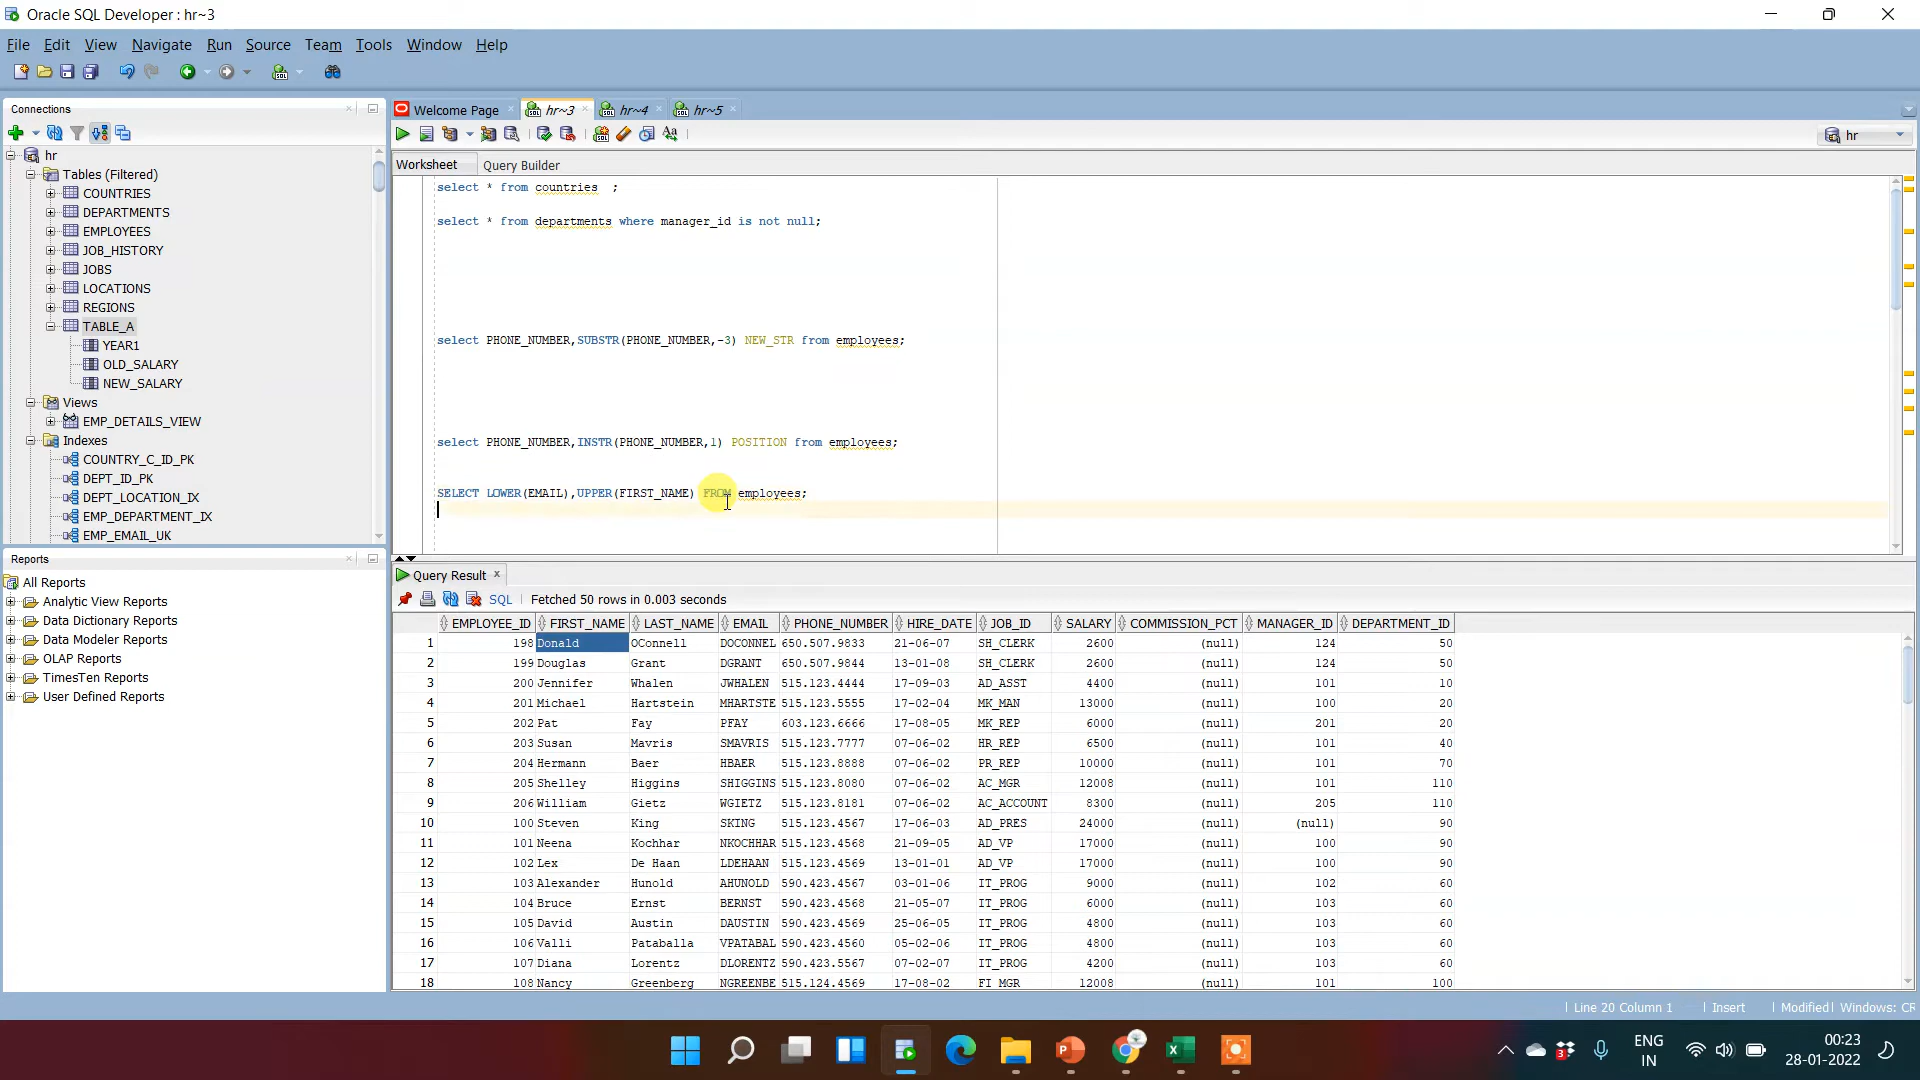 Oracle SQL Developer : hr~3
File Edit View Navigate Run Source Team Tools Window Help
Connections
hr
Tables (Filtered)
COUNTRIES
DEPARTMENTS
EMPLOYEES
JOB_HISTORY
JOBS
LOCATIONS
REGIONS
TABLE_A
YEAR1
OLD_SALARY
NEW_SALARY
Views
EMP_DETAILS_VIEW
Indexes
COUNTRY_C_ID_PK
DEPT_ID_PK
DEPT_LOCATION_IX
EMP_DEPARTMENT_IX
EMP_EMAIL_UK
Reports
All Reports
Analytic View Reports
Data Dictionary Reports
Data Modeler Reports
OLAP Reports
TimesTen Reports
User Defined Reports
Welcome Page hr~3 hr~4 hr~5
hr
Worksheet Query Builder
select * from countries ;
select * from departments where manager_id is not null;
select PHONE_NUMBER,SUBSTR(PHONE_NUMBER,-3) NEW_STR from employees;
select PHONE_NUMBER,INSTR(PHONE_NUMBER,1) POSITION from employees;
SELECT LOWER(EMAIL),UPPER(FIRST_NAME) FROM employees;
Query Result
SQL Fetched 50 rows in 0.003 seconds
EMPLOYEE_ID FIRST_NAME LAST_NAME EMAIL PHONE_NUMBER HIRE_DATE JOB_ID SALARY COMMISSION_PCT MANAGER_ID DEPARTMENT_ID
1 198 Donald OConnell DOCONNEL 650.507.9833 21-06-07 SH_CLERK 2600 (null) 124 50
2 199 Douglas Grant DGRANT 650.507.9844 13-01-08 SH_CLERK 2600 (null) 124 50
3 200 Jennifer Whalen JWHALEN 515.123.4444 17-09-03 AD_ASST 4400 (null) 101 10
4 201 Michael Hartstein MHARTSTE 515.123.5555 17-02-04 MK_MAN 13000 (null) 100 20
5 202 Pat Fay PFAY 603.123.6666 17-08-05 MK_REP 6000 (null) 201 20
6 203 Susan Mavris SMAVRIS 515.123.7777 07-06-02 HR_REP 6500 (null) 101 40
7 204 Hermann Baer HBAER 515.123.8888 07-06-02 PR_REP 10000 (null) 101 70
8 205 Shelley Higgins SHIGGINS 515.123.8080 07-06-02 AC_MGR 12008 (null) 101 110
9 206 William Gietz WGIETZ 515.123.8181 07-06-02 AC_ACCOUNT 8300 (null) 205 110
10 100 Steven King SKING 515.123.4567 17-06-03 AD_PRES 24000 (null) (null) 90
11 101 Neena Kochhar NKOCHHAR 515.123.4568 21-09-05 AD_VP 17000 (null) 100 90
12 102 Lex De Haan LDEHAAN 515.123.4569 13-01-01 AD_VP 17000 (null) 100 90
13 103 Alexander Hunold AHUNOLD 590.423.4567 03-01-06 IT_PROG 9000 (null) 102 60
14 104 Bruce Ernst BERNST 590.423.4568 21-05-07 IT_PROG 6000 (null) 103 60
15 105 David Austin DAUSTIN 590.423.4569 25-06-05 IT_PROG 4800 (null) 103 60
16 106 Valli Pataballa VPATABAL 590.423.4560 05-02-06 IT_PROG 4800 (null) 103 60
17 107 Diana Lorentz DLORENTZ 590.423.5567 07-02-07 IT_PROG 4200 (null) 103 60
18 108 Nancy Greenberg NGREENBE 515.124.4569 17-08-02 FI_MGR 12008 (null) 101 100
Line 20 Column 1 Insert Modified Windows: CR
ENG
IN
00:23
28-01-2022